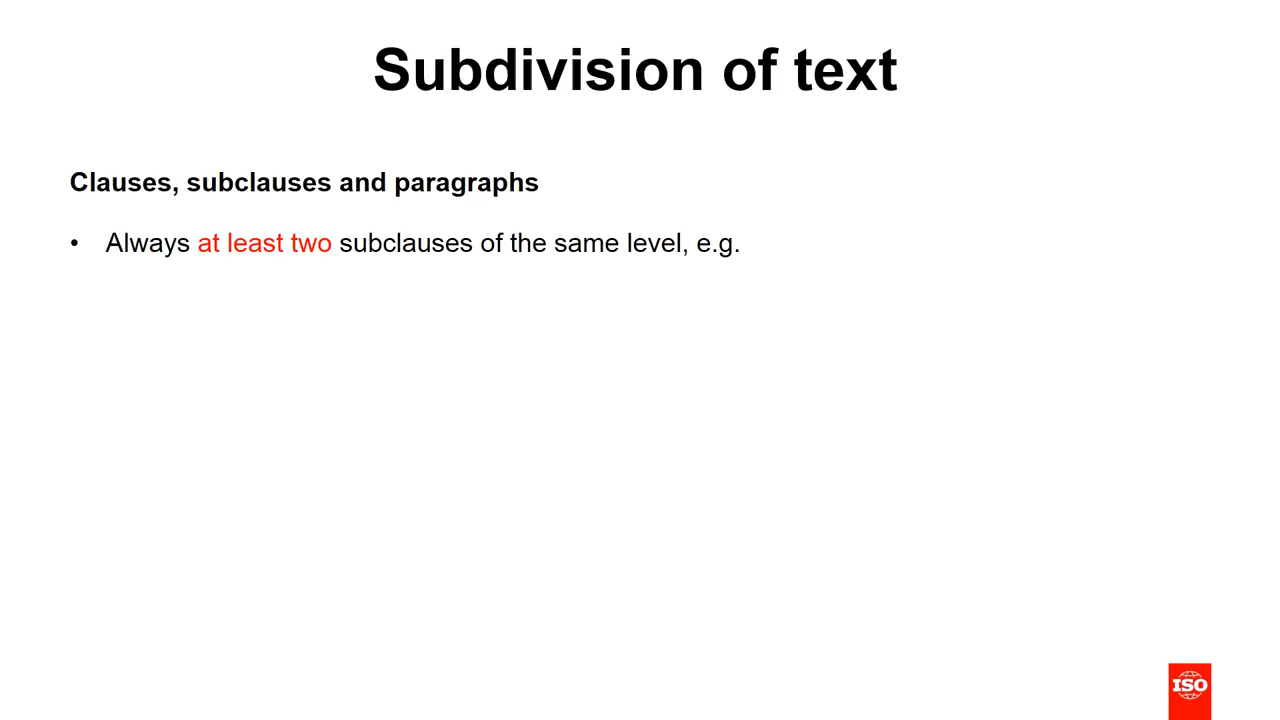 Subdivision of text
Clauses, subclauses and paragraphs
• Always at least two subclauses of the same level, e.g.
ISO